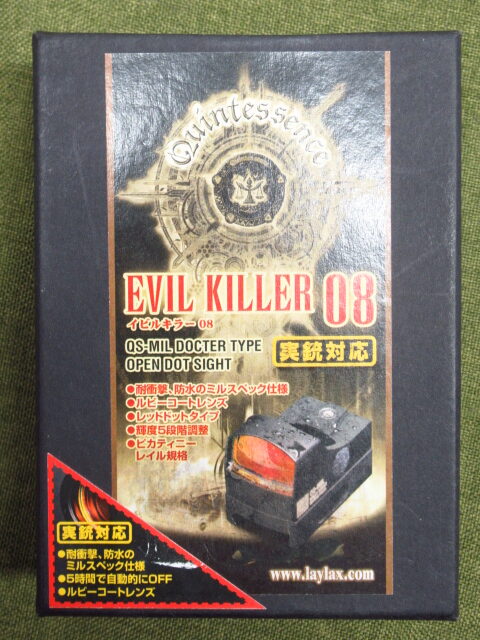 Quintessence
EVIL KILLER 08
イビルキラー 08
QS-MIL DOCTER TYPE
OPEN DOT SIGHT
実銃対応
●耐衝撃、防水のミルスペック仕様
●ルビーコートレンズ
●レッドドットタイプ
●輝度5段階調整
●ピカティニー
レイル規格
実銃対応
●耐衝撃、防水の
ミルスペック仕様
●5時間で自動的にOFF
●ルビーコートレンズ
www.laylax.com